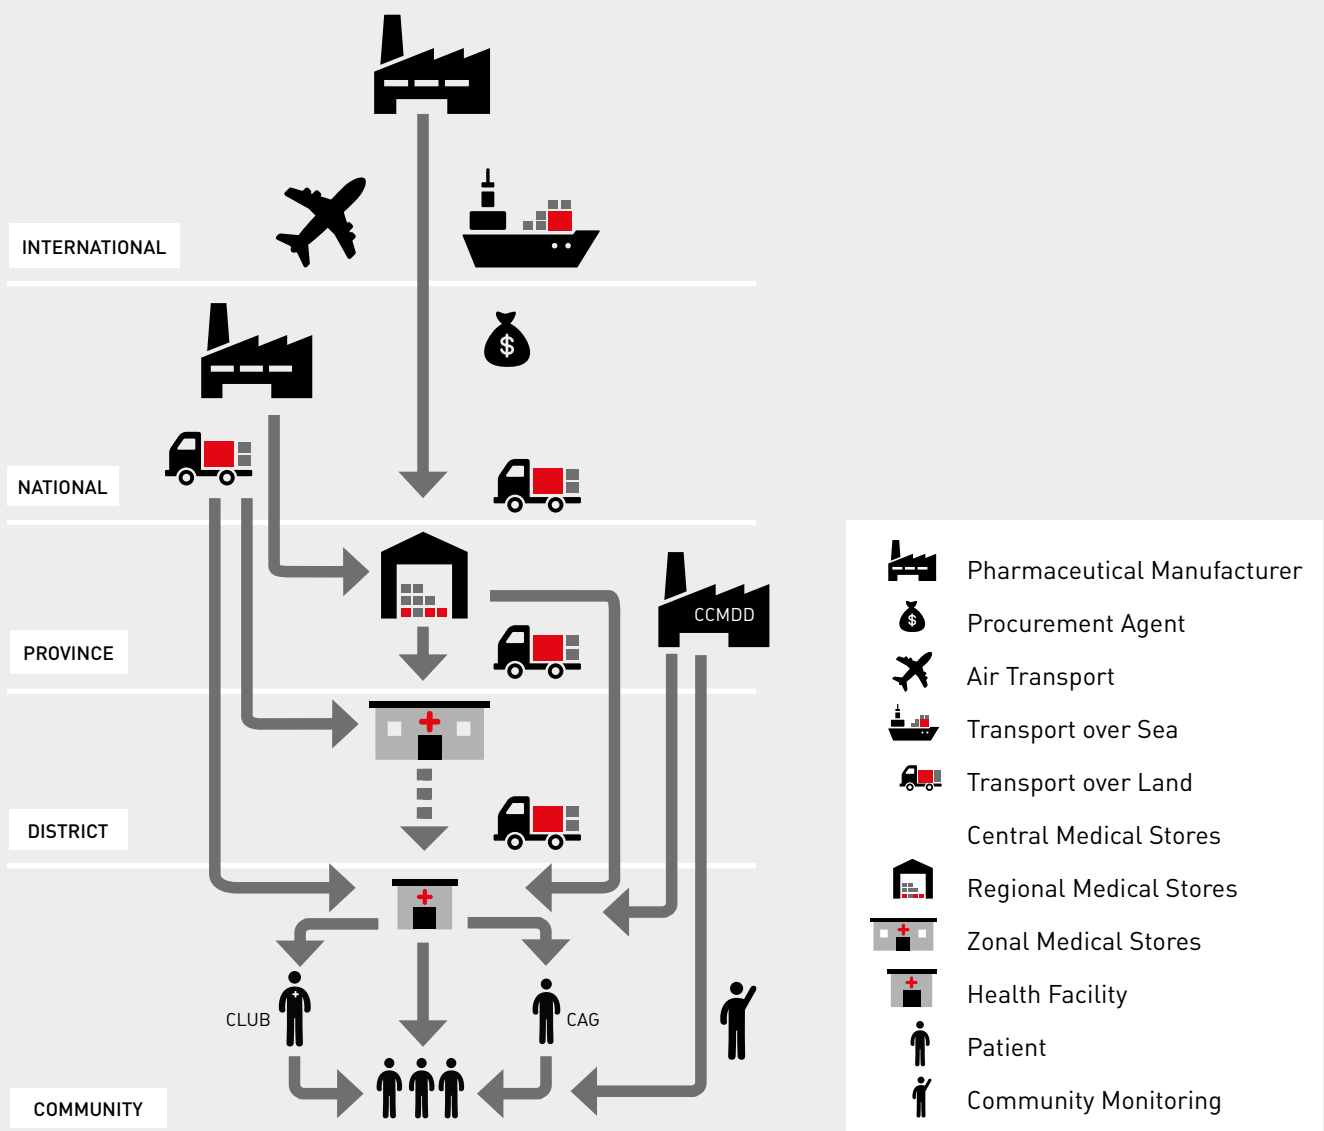 INTERNATIONAL
$
NATIONAL
PROVINCE
CCMDD
DISTRICT
CLUB
CAG
COMMUNITY
Pharmaceutical Manufacturer
$
Procurement Agent
Air Transport
Transport over Sea
Transport over Land
Central Medical Stores
Regional Medical Stores
Zonal Medical Stores
Health Facility
Patient
Community Monitoring